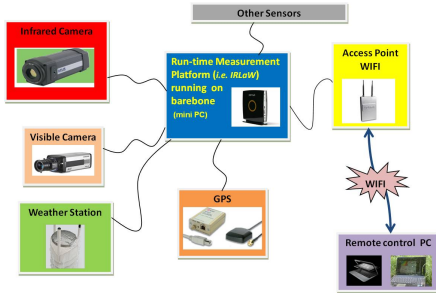 Other Sensors
Infrared Camera
Run-time Measurement
Platform (i.e. IRLaW)
running on
barebone
(mini PC)
Access Point
WIFI
Visible Camera
Weather Station
GPS
WIFI
Remote control PC